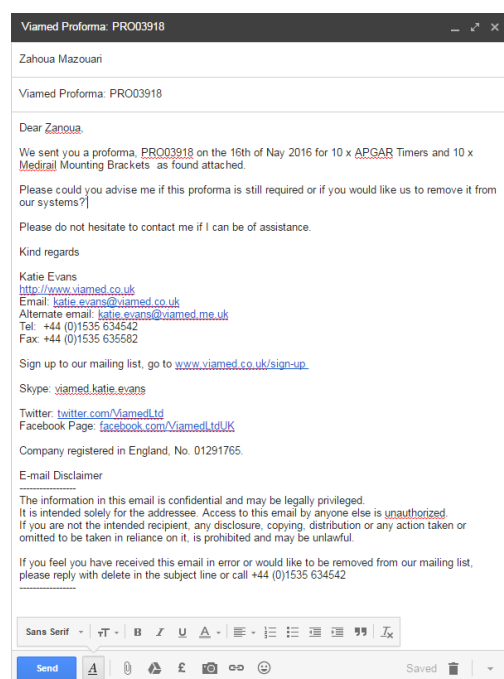 Viamed Proforma: PRO03918
Zahoua Mazouari
Viamed Proforma: PRO03918
Dear Zanoua,
We sent you a proforma, PRO03918 on the 16th of Nay 2016 for 10 x APGAR Timers and 10 x
Medirail Mounting Brackets as found attached.
Please could you advise me if this proforma is still required or if you would like us to remove it from
our systems?
Please do not hesitate to contact me if I can be of assistance.
Kind regards
Katie Evans
http://www.viamed.co.uk
Email: katie.evans@viamed.co.uk
Alternate email: katie.evans@viamed.me.uk
Tel: +44 (0)1535 634542
Fax: +44 (0)1535 635582
Sign up to our mailing list, go to www.viamed.co.uk/sign-up
Skype: viamed.katie.evans
Twitter: twitter.com/ViamedLtd
Facebook Page: facebook.com/ViamedLtdUK
Company registered in England, No. 01291765.
E-mail Disclaimer
-----------------
The information in this email is confidential and may be legally privileged.
It is intended solely for the addressee. Access to this email by anyone else is unauthorized.
If you are not the intended recipient, any disclosure, copying, distribution or any action taken or
omitted to be taken in reliance on it, is prohibited and may be unlawful.
If you feel you have received this email in error or would like to be removed from our mailing list,
please reply with delete in the subject line or call +44 (0)1535 634542
-----------------
Sans Serif
Send
Saved